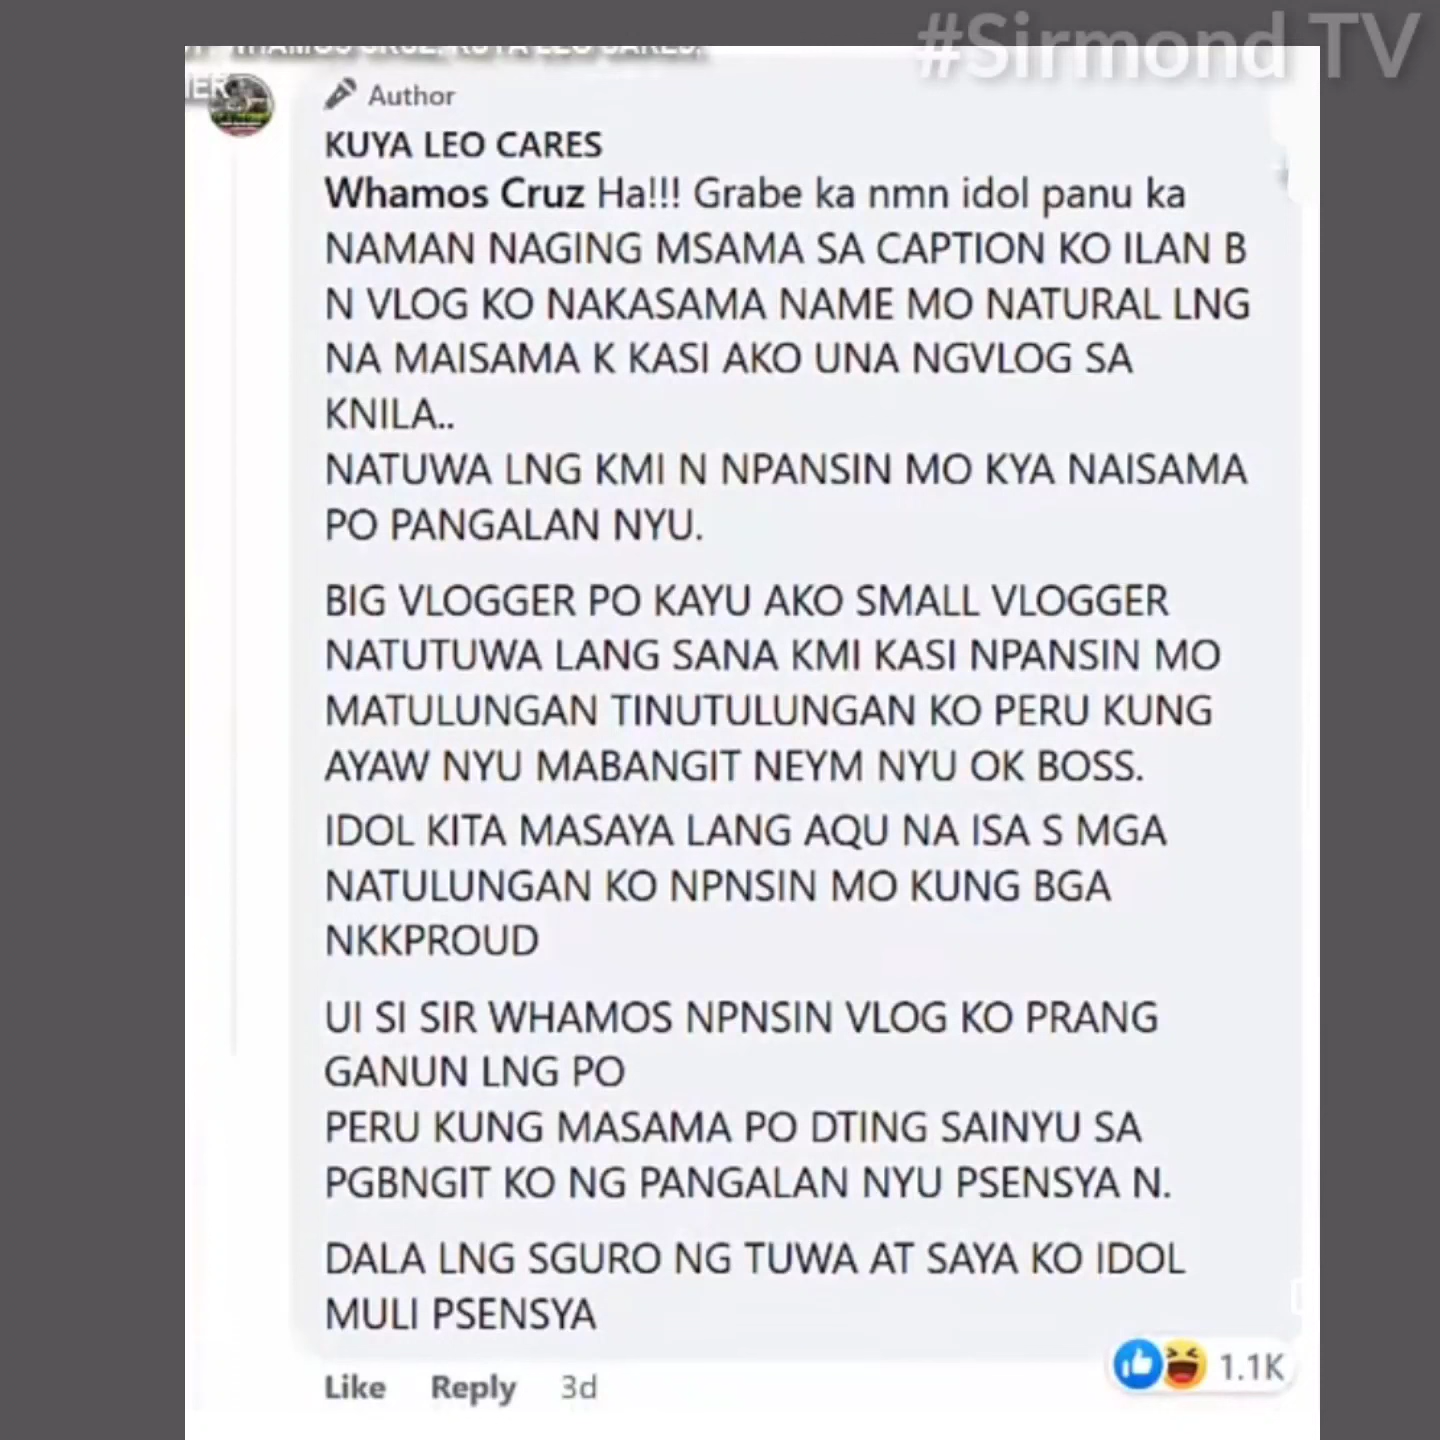 #Sirmond TV
Author
KUYA LEO CARES
Whamos Cruz Ha!!! Grabe ka nmn idol panu ka
NAMAN NAGING MSAMA SA CAPTION KO ILAN B
N VLOG KO NAKASAMA NAME MO NATURAL LNG
NA MAISAMA K KASI AKO UNA NGVLOG SA
KNILA..
NATUWA LNG KMI N NPANSIN MO KYA NAISAMA
PO PANGALAN NYU.
BIG VLOGGER PO KAYU AKO SMALL VLOGGER
NATUTUWA LANG SANA KMI KASI NPANSIN MO
MATULUNGAN TINUTULUNGAN KO PERU KUNG
AYAW NYU MABANGIT NEYM NYU OK BOSS.
IDOL KITA MASAYA LANG AQU NA ISA S MGA
NATULUNGAN KO NPNSIN MO KUNG BGA
NKKPROUD
UI SI SIR WHAMOS NPNSIN VLOG KO PRANG
GANUN LNG PO
PERU KUNG MASAMA PO DTING SAINYU SA
PGBNGIT KO NG PANGALAN NYU PSENSYA N.
DALA LNG SGURO NG TUWA AT SAYA KO IDOL
MULI PSENSYA
Like Reply 3d 1.1K